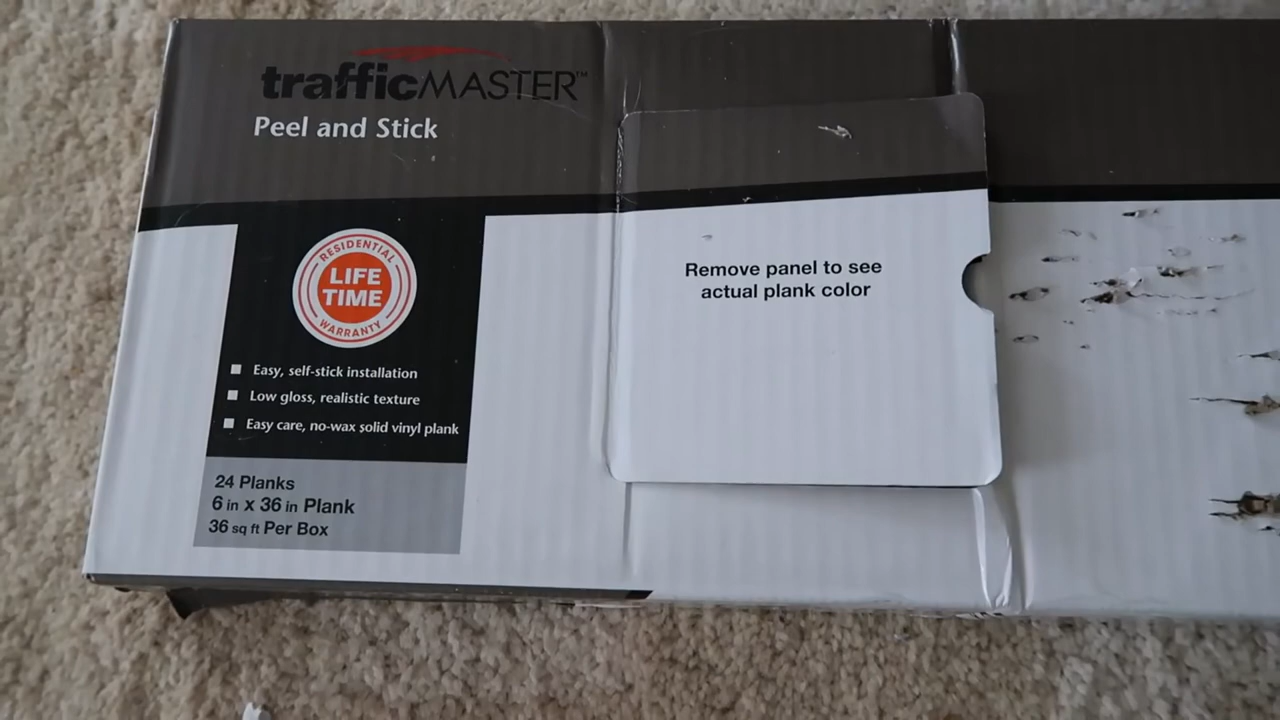 trafficMASTER™
Peel and Stick
RESIDENTIAL
LIFE
TIME
WARRANTY
Easy, self-stick installation
Low gloss, realistic texture
Easy care, no-wax solid vinyl plank
24 Planks
6 in x 36 in Plank
36 sq ft Per Box
Remove panel to see
actual plank color